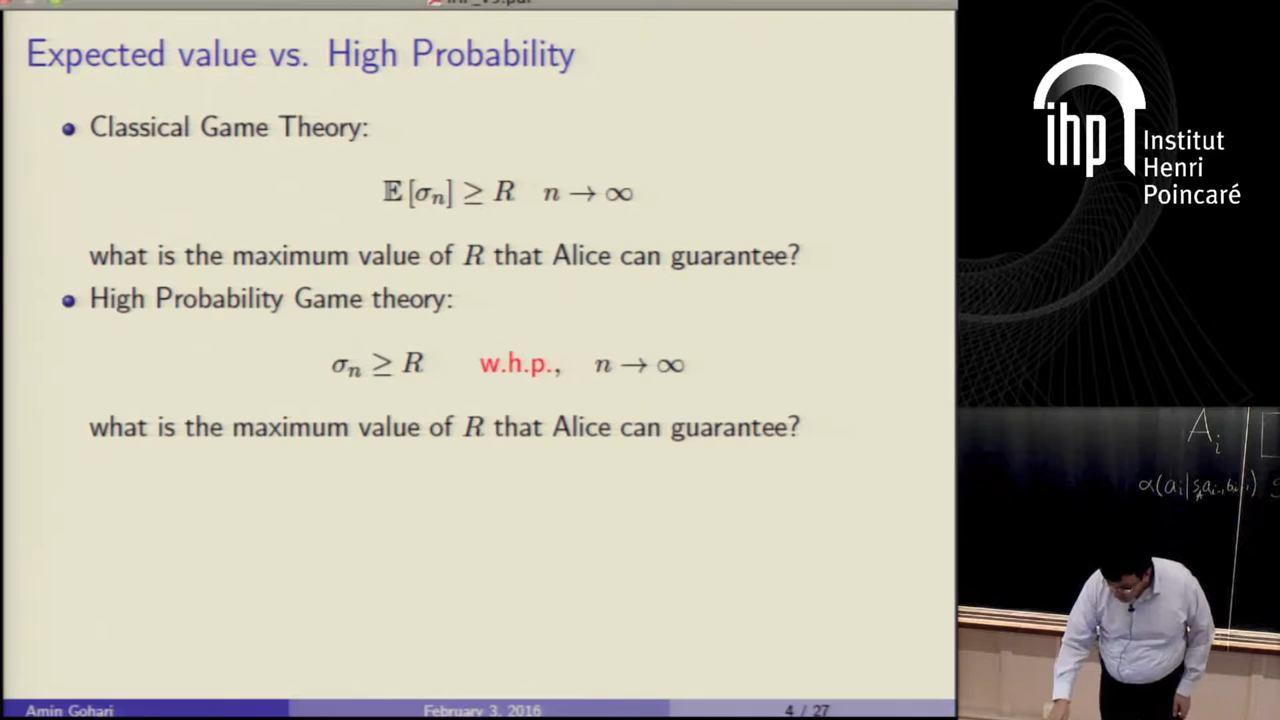 Expected value vs. High Probability
Classical Game Theory:
𝔼[σₙ] ≥ R n → ∞
what is the maximum value of R that Alice can guarantee?
High Probability Game theory:
σₙ ≥ R w.h.p., n → ∞
what is the maximum value of R that Alice can guarantee?
Amin Gohari February 3, 2016 4 / 27
ihp Institut
Henri
Poincaré
Aᵢ